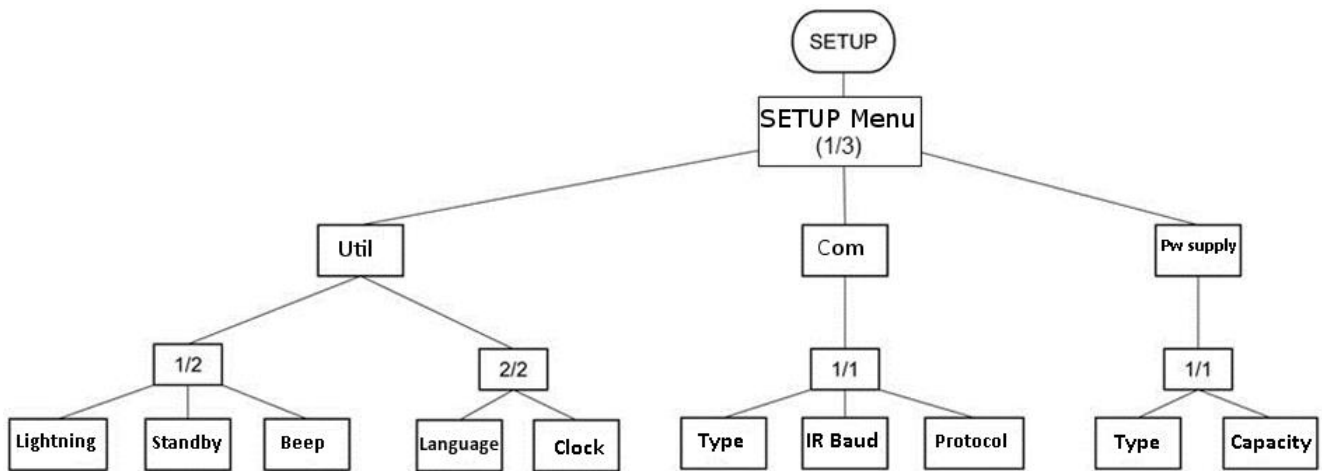 SETUP
SETUP Menu
(1/3)
Util
Com
Pw supply
1/2
2/2
1/1
1/1
Lightning
Standby
Beep
Language
Clock
Type
IR Baud
Protocol
Type
Capacity